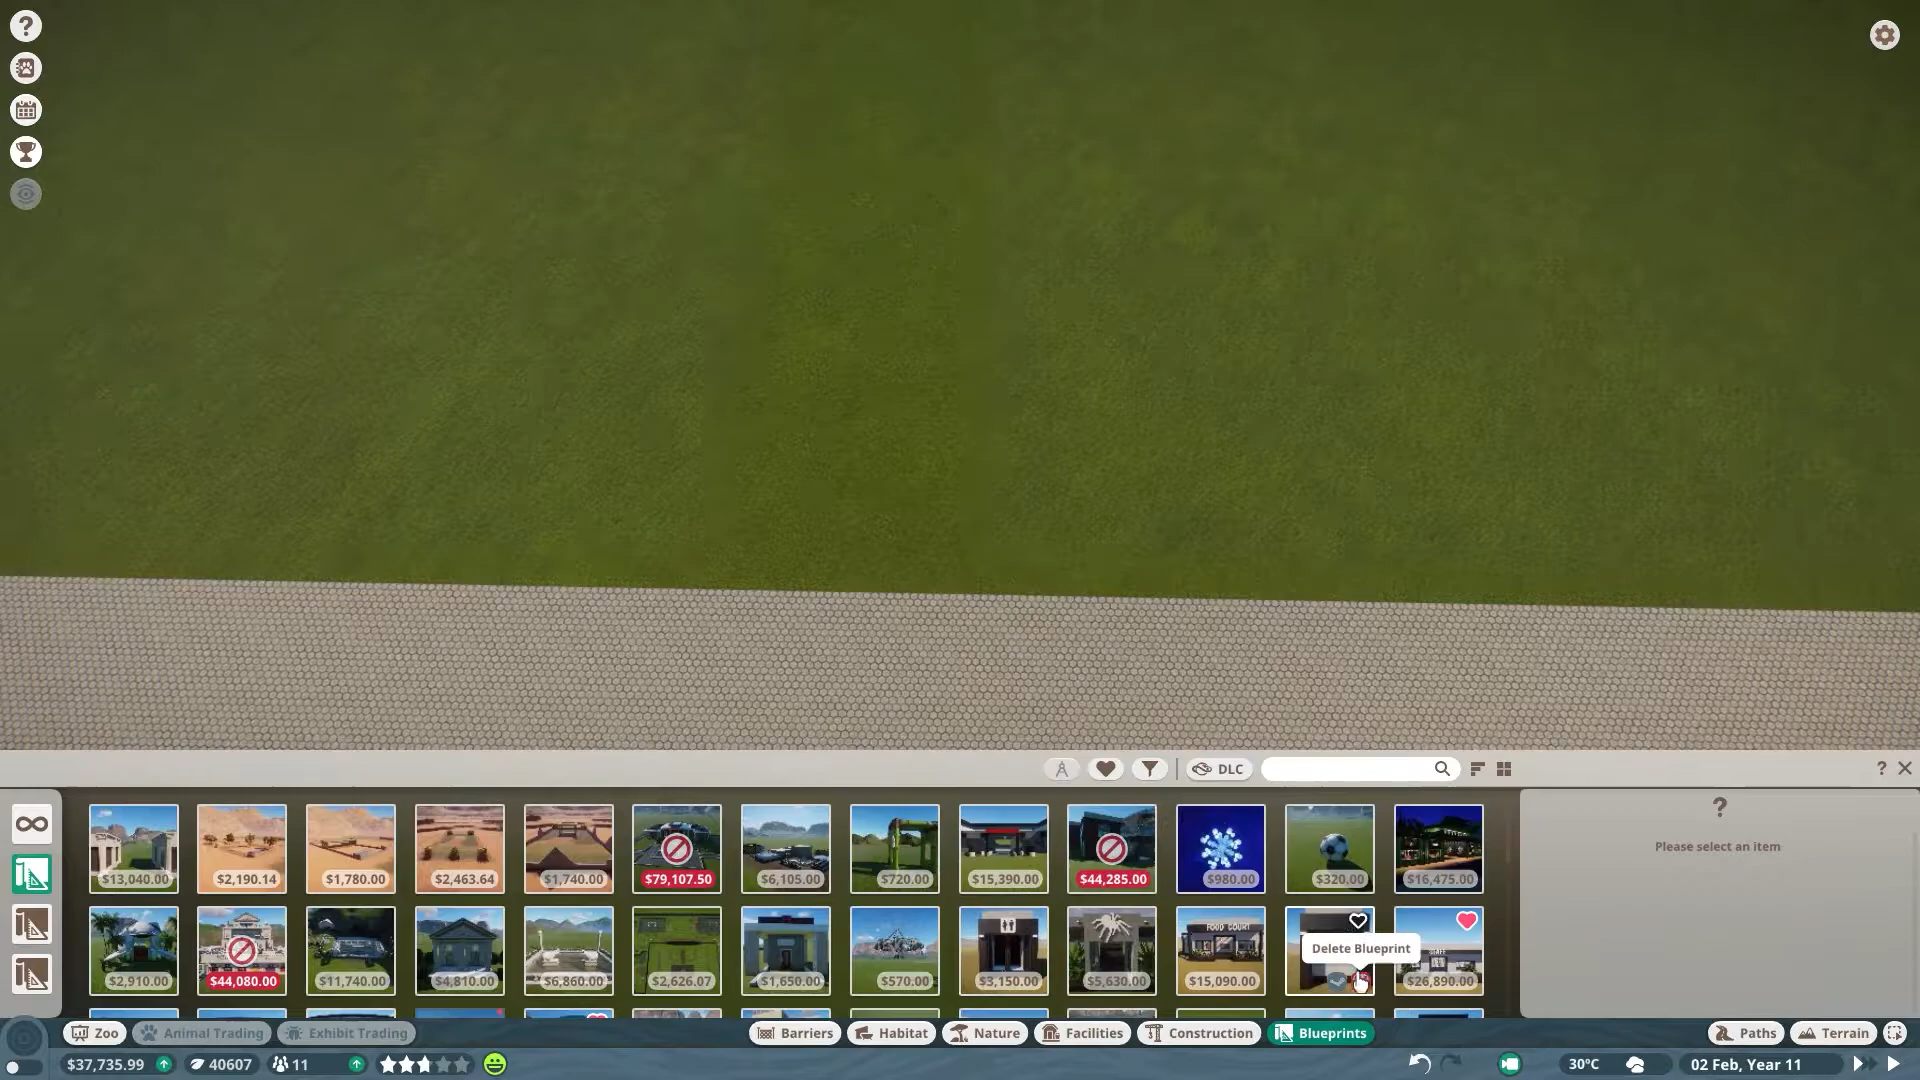 DLC
?
?
Please select an item
$13,040.00 $2,190.14 $1,780.00 $2,463.64 $1,740.00 $79,107.50 $6,105.00 $720.00 $15,390.00 $44,285.00 $980.00 $320.00 $16,475.00
FOOD COURT
Delete Blueprint
$2,910.00 $44,080.00 $11,740.00 $4,810.00 $6,860.00 $2,626.07 $1,650.00 $570.00 $3,150.00 $5,630.00 $15,090.00 $26,890.00
Zoo Animal Trading Exhibit Trading Barriers Habitat Nature Facilities Construction Blueprints Paths Terrain
$37,735.99 40607 11 30°C 02 Feb, Year 11